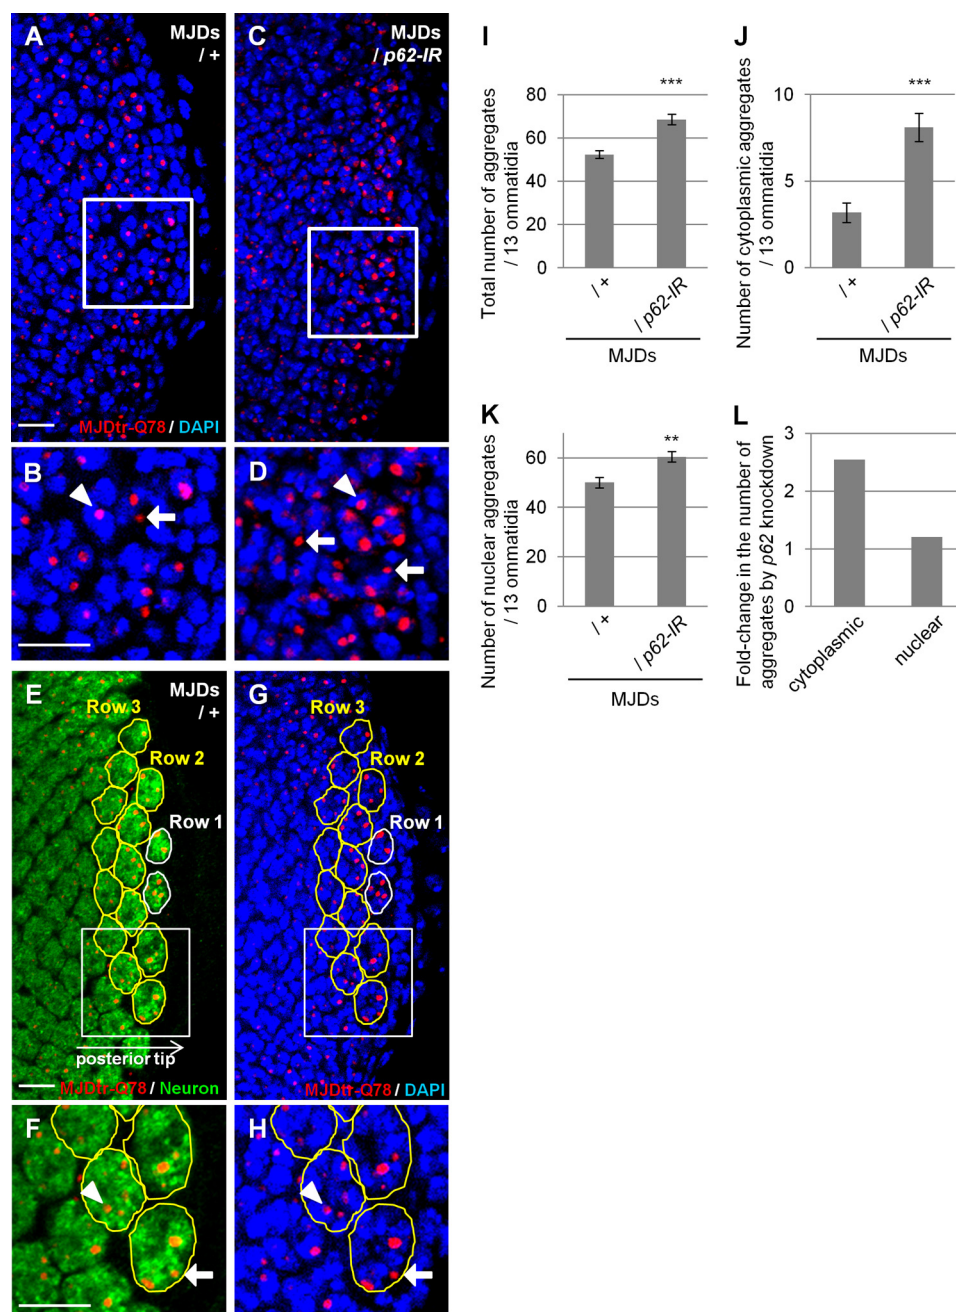 A
MJDs
/ +
MJDtr-Q78 / DAPI
C
MJDs
/ p62-IR
B
D
E
MJDs
/ +
Row 3
Row 2
Row 1
posterior tip
MJDtr-Q78 / Neuron
G
Row 3
Row 2
Row 1
MJDtr-Q78 / DAPI
F
H
I
Total number of aggregates
/ 13 ommatidia
80
60
40
20
0
***
/ +
/ p62-IR
MJDs
J
Number of cytoplasmic aggregates
/ 13 ommatidia
10
5
0
***
/ +
/ p62-IR
MJDs
K
Number of nuclear aggregates
/ 13 ommatidia
60
40
20
0
**
/ +
/ p62-IR
MJDs
L
Fold-change in the number of
aggregates by p62 knockdown
3
2
1
0
cytoplasmic
nuclear